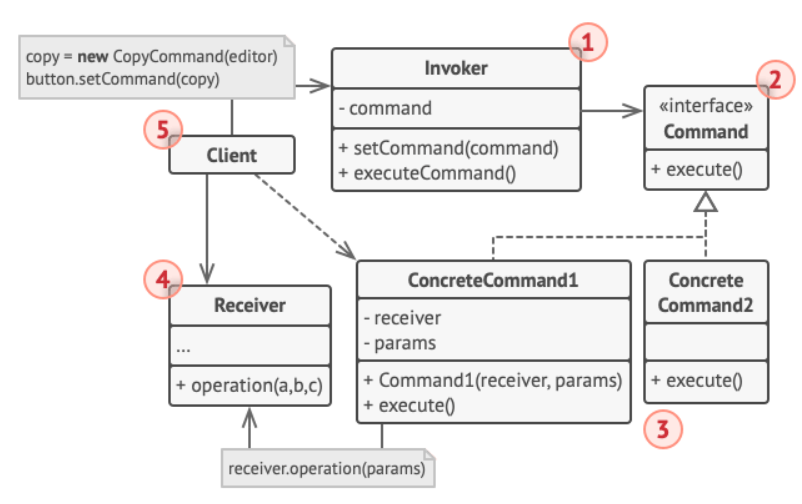 copy = new CopyCommand(editor)
button.setCommand(copy)
1
Invoker
- command
+ setCommand(command)
+ executeCommand()
2
«interface»
Command
+ execute()
5
Client
4
Receiver
...
+ operation(a,b,c)
ConcreteCommand1
- receiver
- params
+ Command1(receiver, params)
+ execute()
Concrete
Command2
+ execute()
3
receiver.operation(params)